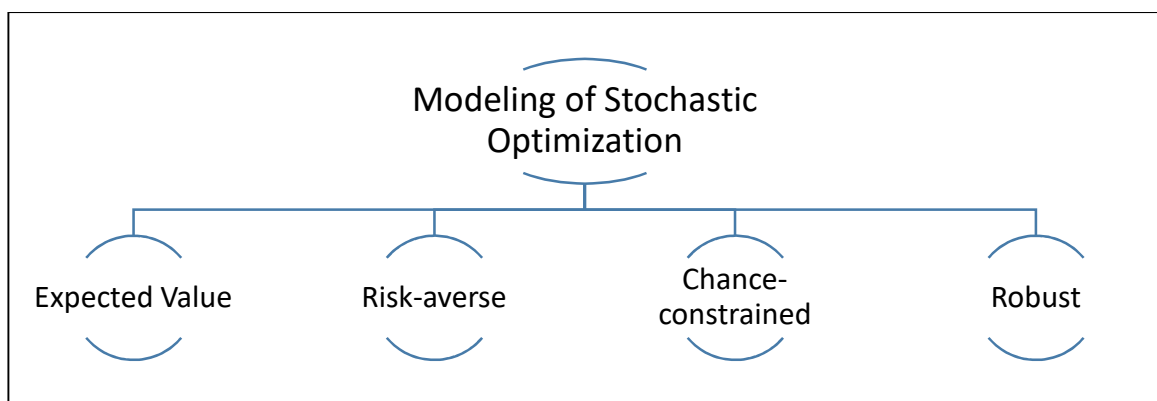 Modeling of Stochastic
Optimization
Expected Value
Risk-averse
Chance-
constrained
Robust